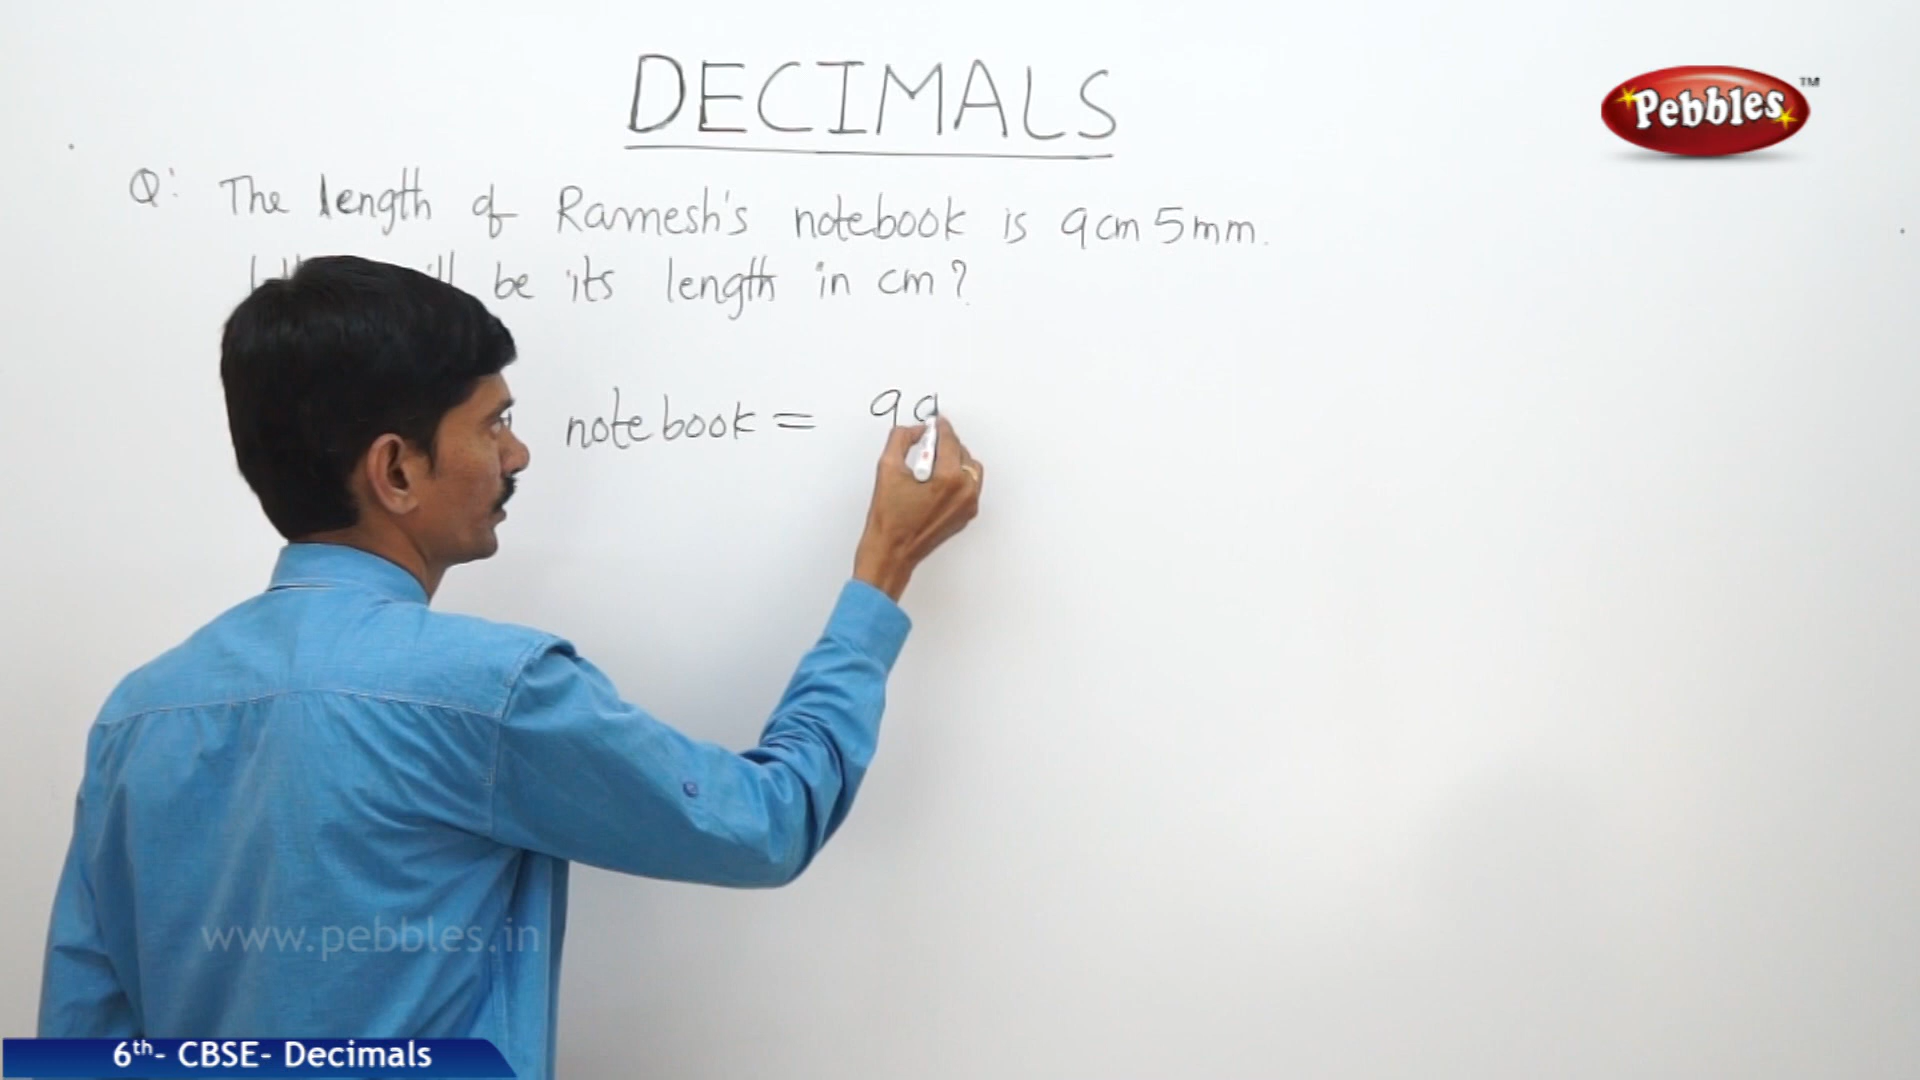 DECIMALS
Pebbles™
Q: The length of Ramesh's notebook is 9cm 5mm.
be its length in cm?
notebook = 9
www.pebbles.in
6th- CBSE- Decimals